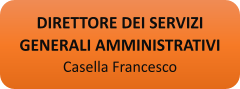 DIRETTORE DEI SERVIZI
GENERALI AMMINISTRATIVI
Casella Francesco